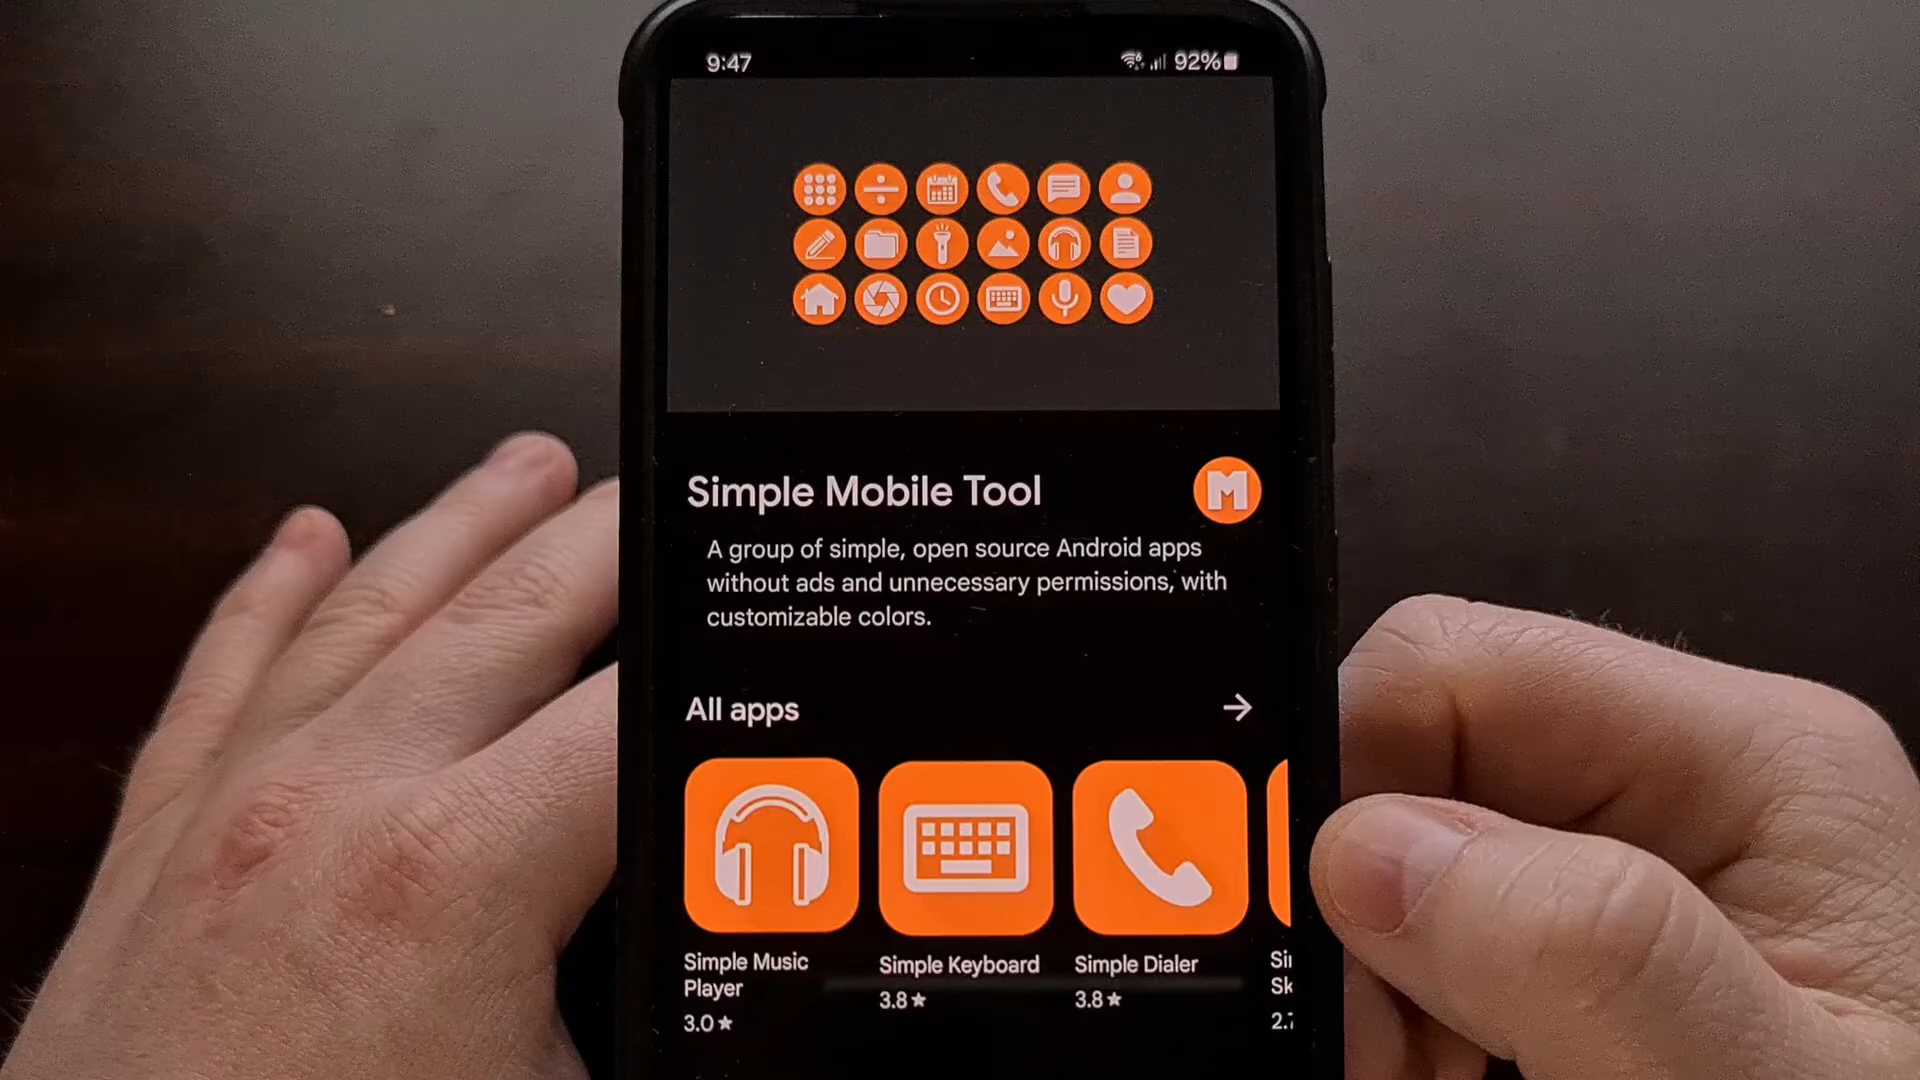 9:47
92%
Simple Mobile Tool
M
A group of simple, open source Android apps
without ads and unnecessary permissions, with
customizable colors.
All apps
Simple Music
Player
3.0★
Simple Keyboard
3.8★
Simple Dialer
3.8★